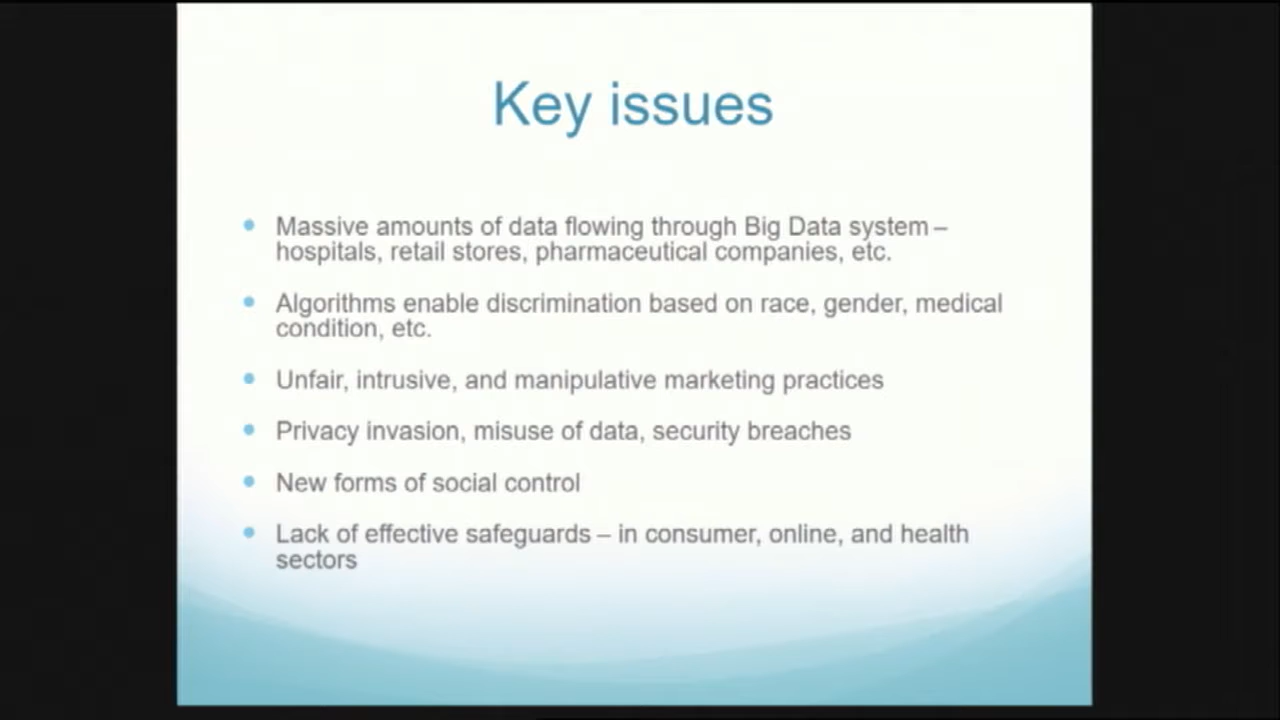 Key issues
Massive amounts of data flowing through Big Data system –
hospitals, retail stores, pharmaceutical companies, etc.
Algorithms enable discrimination based on race, gender, medical
condition, etc.
Unfair, intrusive, and manipulative marketing practices
Privacy invasion, misuse of data, security breaches
New forms of social control
Lack of effective safeguards – in consumer, online, and health
sectors